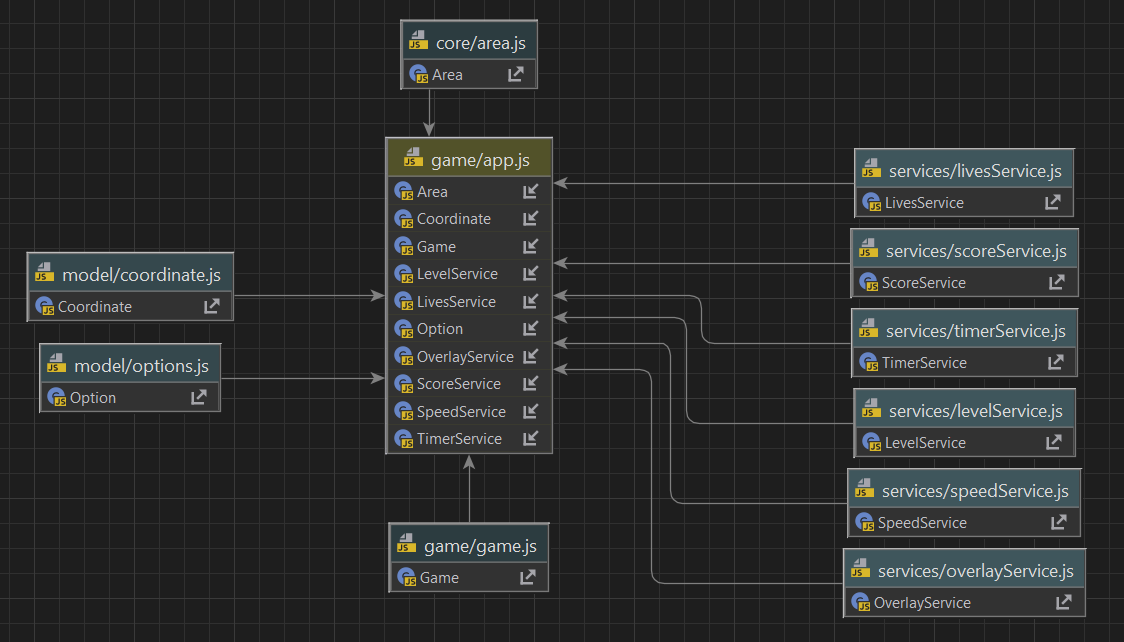 core/area.js
Area
game/app.js
Area
Coordinate
Game
LevelService
LivesService
Option
OverlayService
ScoreService
SpeedService
TimerService
model/coordinate.js
Coordinate
model/options.js
Option
game/game.js
Game
services/livesService.js
LivesService
services/scoreService.js
ScoreService
services/timerService.js
TimerService
services/levelService.js
LevelService
services/speedService.js
SpeedService
services/overlayService.js
OverlayService